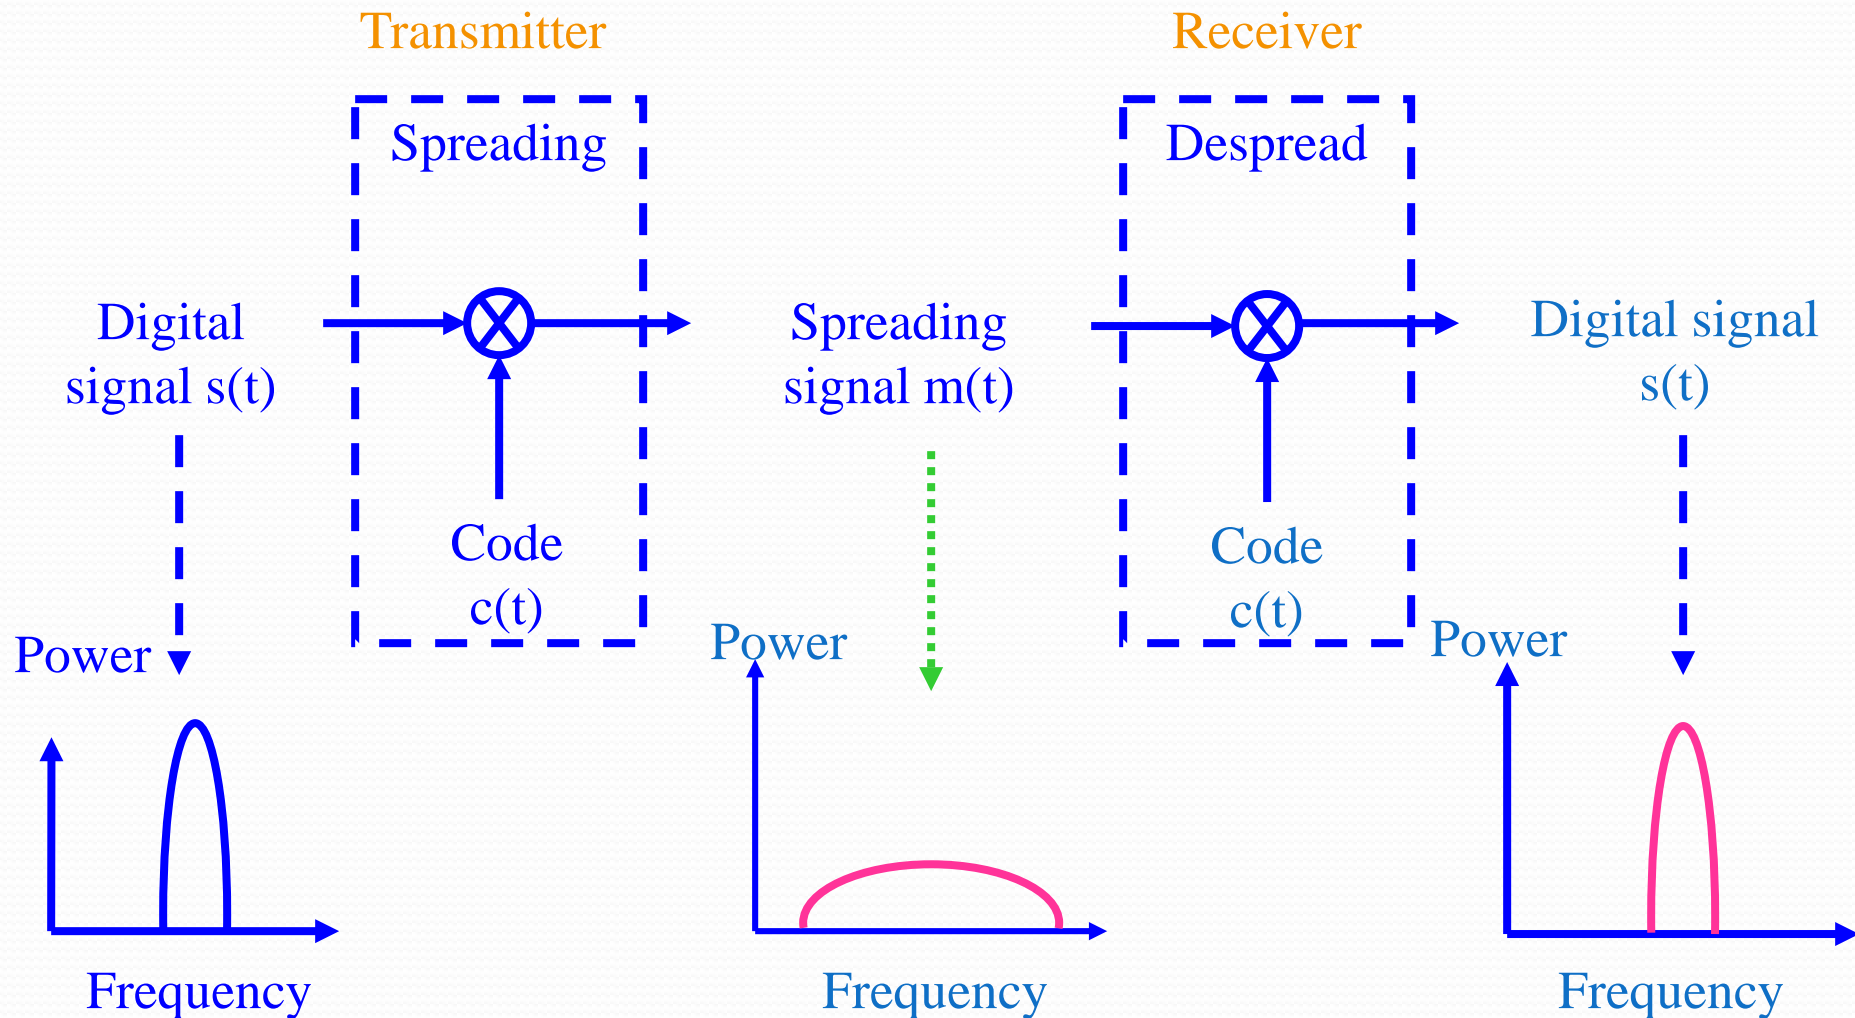 Transmitter
Receiver
Spreading
Despread
Digital
signal s(t)
Spreading
signal m(t)
Digital signal
s(t)
Code
c(t)
Code
c(t)
Power
Power
Power
Frequency
Frequency
Frequency